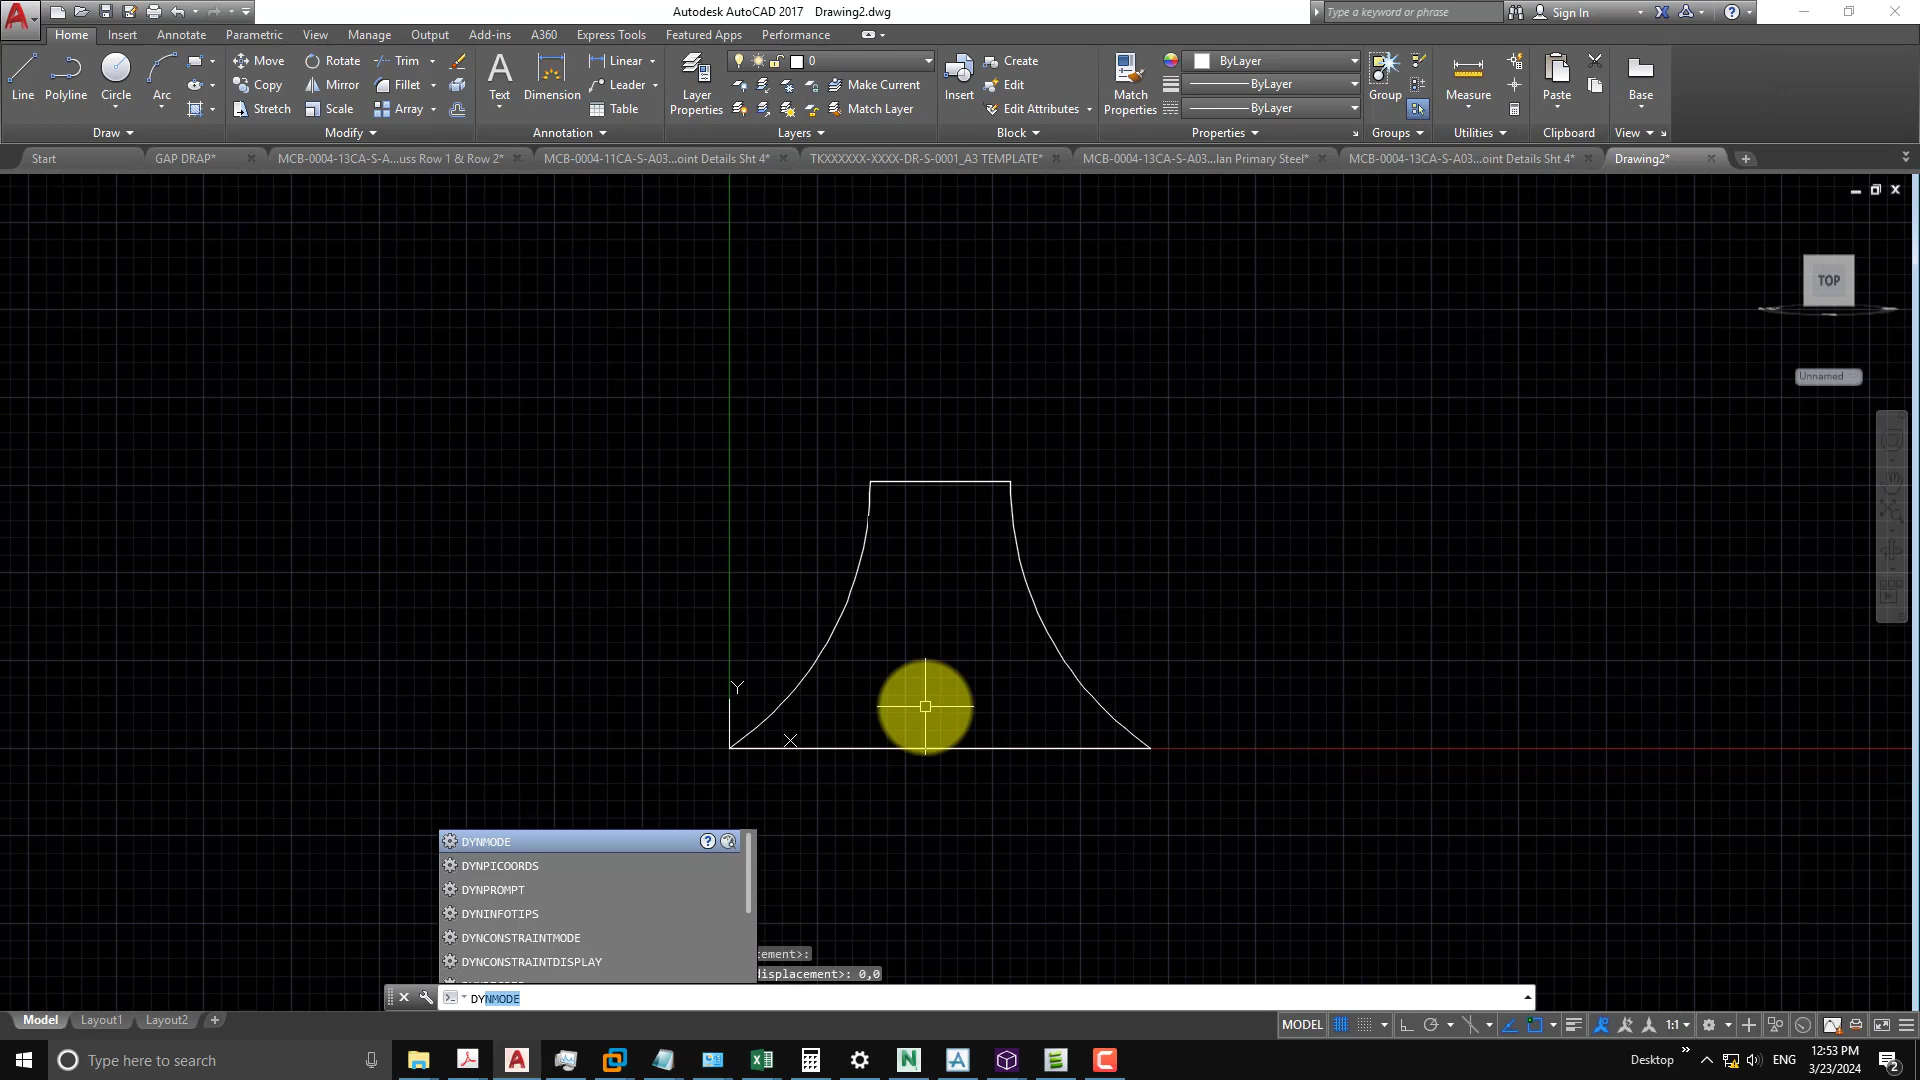 Autodesk AutoCAD 2017 Drawing2.dwg
Type a keyword or phrase
Sign In
Home Insert Annotate Parametric View Manage Output Add-ins A360 Express Tools Featured Apps Performance
Line Polyline Circle Arc
Move Rotate Trim
Copy Mirror Fillet
Stretch Scale Array
Text Dimension
Linear
Leader
Table
Layer Properties
0
Make Current
Match Layer
Insert
Create
Edit
Edit Attributes
Match Properties
ByLayer
ByLayer
ByLayer
Group
Measure
Paste
Base
Draw Modify Annotation Layers Block Properties Groups Utilities Clipboard View
Start
GAP DRAP*
MCB-0004-13CA-S-A...uss Row 1 & Row 2*
MCB-0004-11CA-S-A03...oint Details Sht 4*
TKXXXXXX-XXXX-DR-S-0001_A3 TEMPLATE*
MCB-0004-13CA-S-A03...lan Primary Steel*
MCB-0004-13CA-S-A03...oint Details Sht 4*
Drawing2*
TOP
Unnamed
Y
X
DYNMODE
DYNPICOORDS
DYNPROMPT
DYNINFOTIPS
DYNCONSTRAINTMODE
DYNCONSTRAINTDISPLAY
cement>:
displacement>: 0,0
DYNMODE
Model Layout1 Layout2
MODEL
1:1
Type here to search
Desktop
ENG
12:53 PM
3/23/2024
2